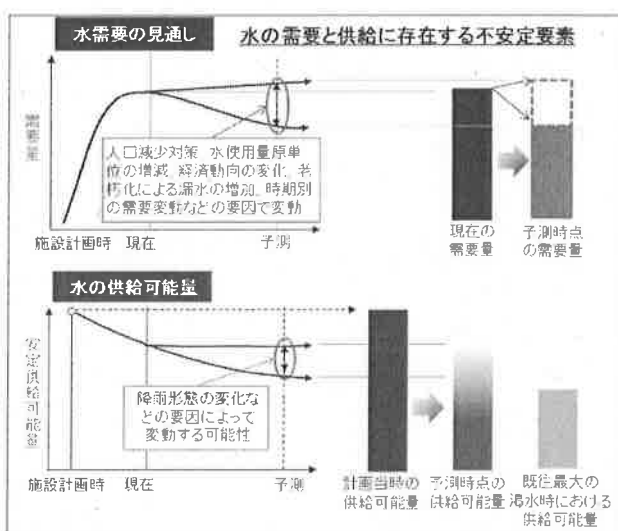 水需要の見通し
水の需要と供給に存在する不安定要素
需要量
人口減少対策、水使用量原単
位の増減、経済動向の変化、老
朽化による漏水の増加、時期別
の需要変動などの要因で変動
施設計画時
現在
予測
現在の
需要量
予測時点
の需要量
水の供給可能量
安定供給可能量
降雨形態の変化な
どの要因によって
変動する可能性
施設計画時
現在
予測
計画当時の
供給可能量
予測時点の
供給可能量
既往最大の
渇水時における
供給可能量